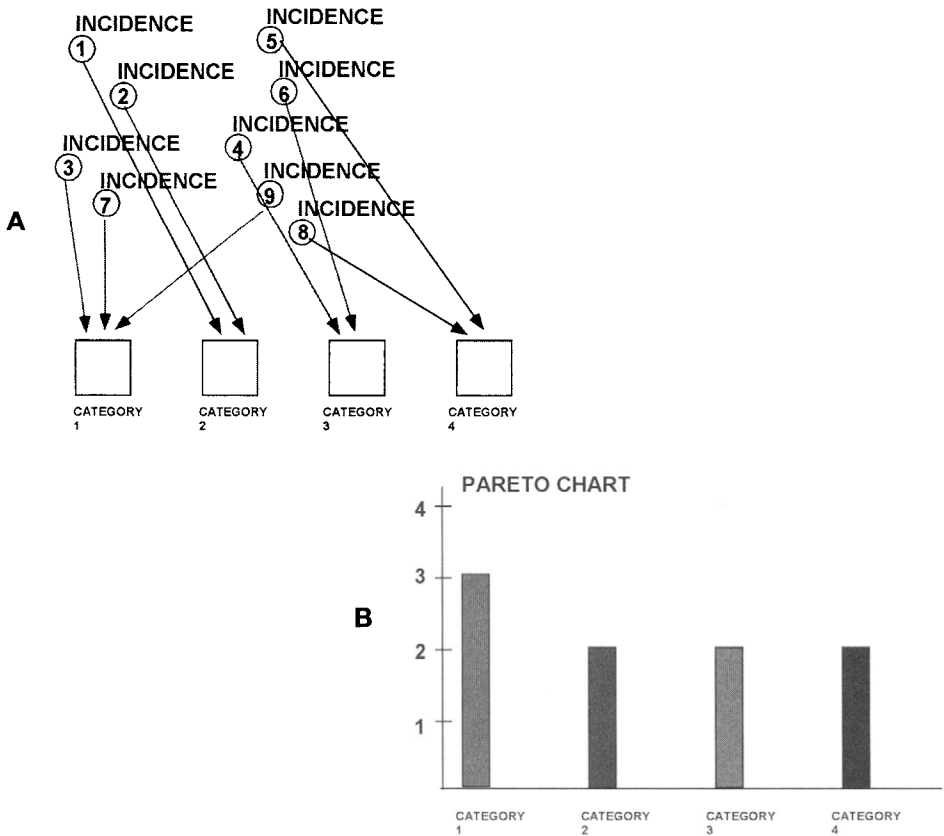 INCIDENCE
1
INCIDENCE
5
INCIDENCE
2
INCIDENCE
6
INCIDENCE
3
INCIDENCE
4
INCIDENCE
7
INCIDENCE
9
INCIDENCE
8
A
CATEGORY
1
CATEGORY
2
CATEGORY
3
CATEGORY
4
PARETO CHART
4
3
2
1
B
CATEGORY
1
CATEGORY
2
CATEGORY
3
CATEGORY
4